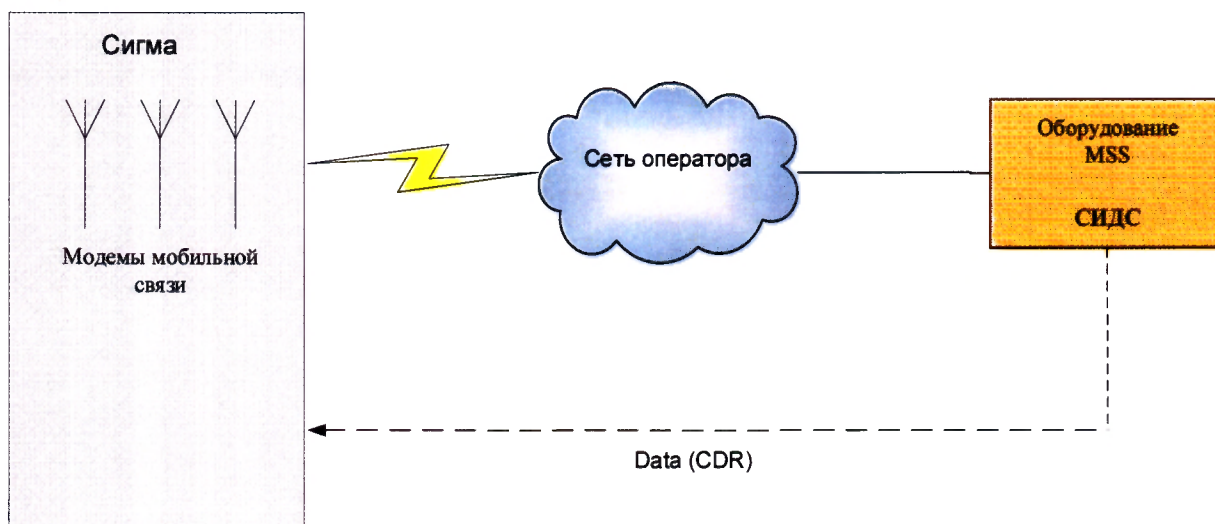 Сигма
Модемы мобильной
связи
Сеть оператора
Оборудование
MSS
СИДС
Data (CDR)